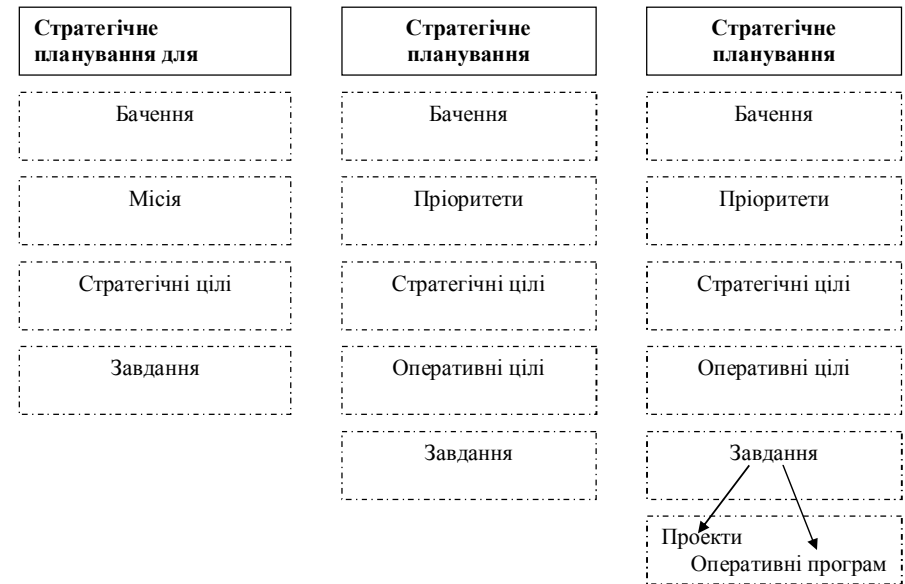 Стратегічне
планування для
Бачення
Місія
Стратегічні цілі
Завдання
Стратегічне
планування
Бачення
Пріоритети
Стратегічні цілі
Оперативні цілі
Завдання
Стратегічне
планування
Бачення
Пріоритети
Стратегічні цілі
Оперативні цілі
Завдання
Проекти
Оперативні програм